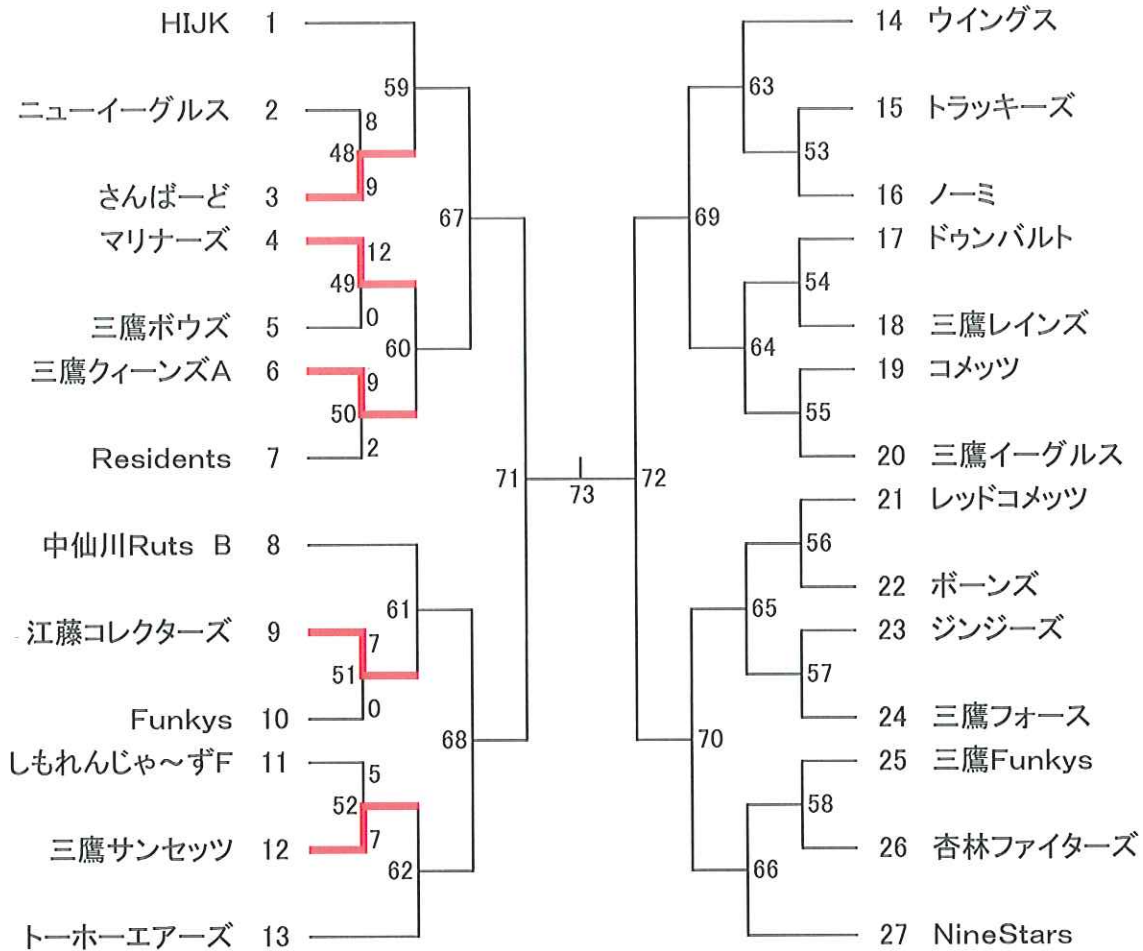 HIJK 1
59
ニューイーグルス 2
8
48
さんばーど 3
9
67
マリナーズ 4
12
49
三鷹ボウズ 5
0
60
三鷹クィーンズA 6
9
50
Residents 7
2
71
中仙川Ruts B 8
61
江藤コレクターズ 9
7
51
Funkys 10
0
68
しもれんじゃ～ずF 11
5
52
三鷹サンセッツ 12
7
62
トーホーエアーズ 13
73
14 ウイングス
63
15 トラッキーズ
53
16 ノーミ
69
17 ドゥンバルト
54
18 三鷹レインズ
64
19 コメッツ
55
20 三鷹イーグルス
72
21 レッドコメッツ
56
22 ボーンズ
65
23 ジンジーズ
57
24 三鷹フォース
70
25 三鷹Funkys
58
26 杏林ファイターズ
66
27 NineStars